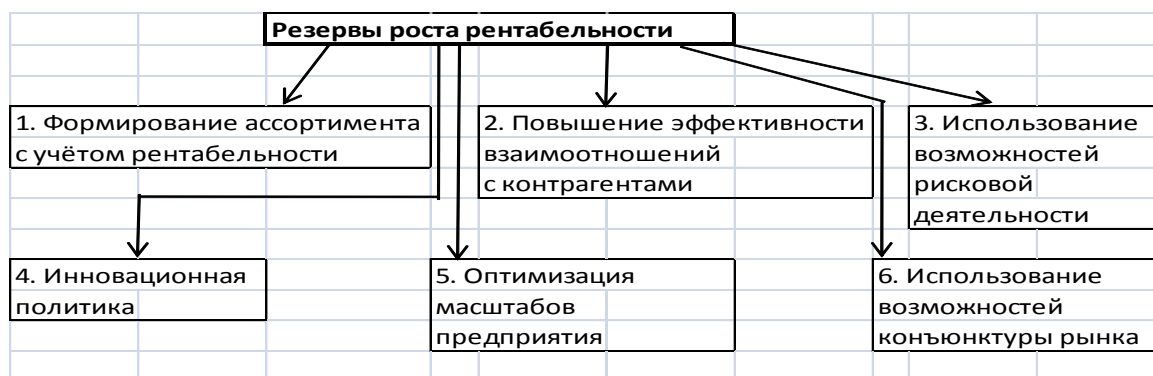 Резервы роста рентабельности
1. Формирование ассортимента
с учётом рентабельности
2. Повышение эффективности
взаимоотношений
с контрагентами
3. Использование
возможностей
рисковой
деятельности
4. Инновационная
политика
5. Оптимизация
масштабов
предприятия
6. Использование
возможностей
конъюнктуры рынка